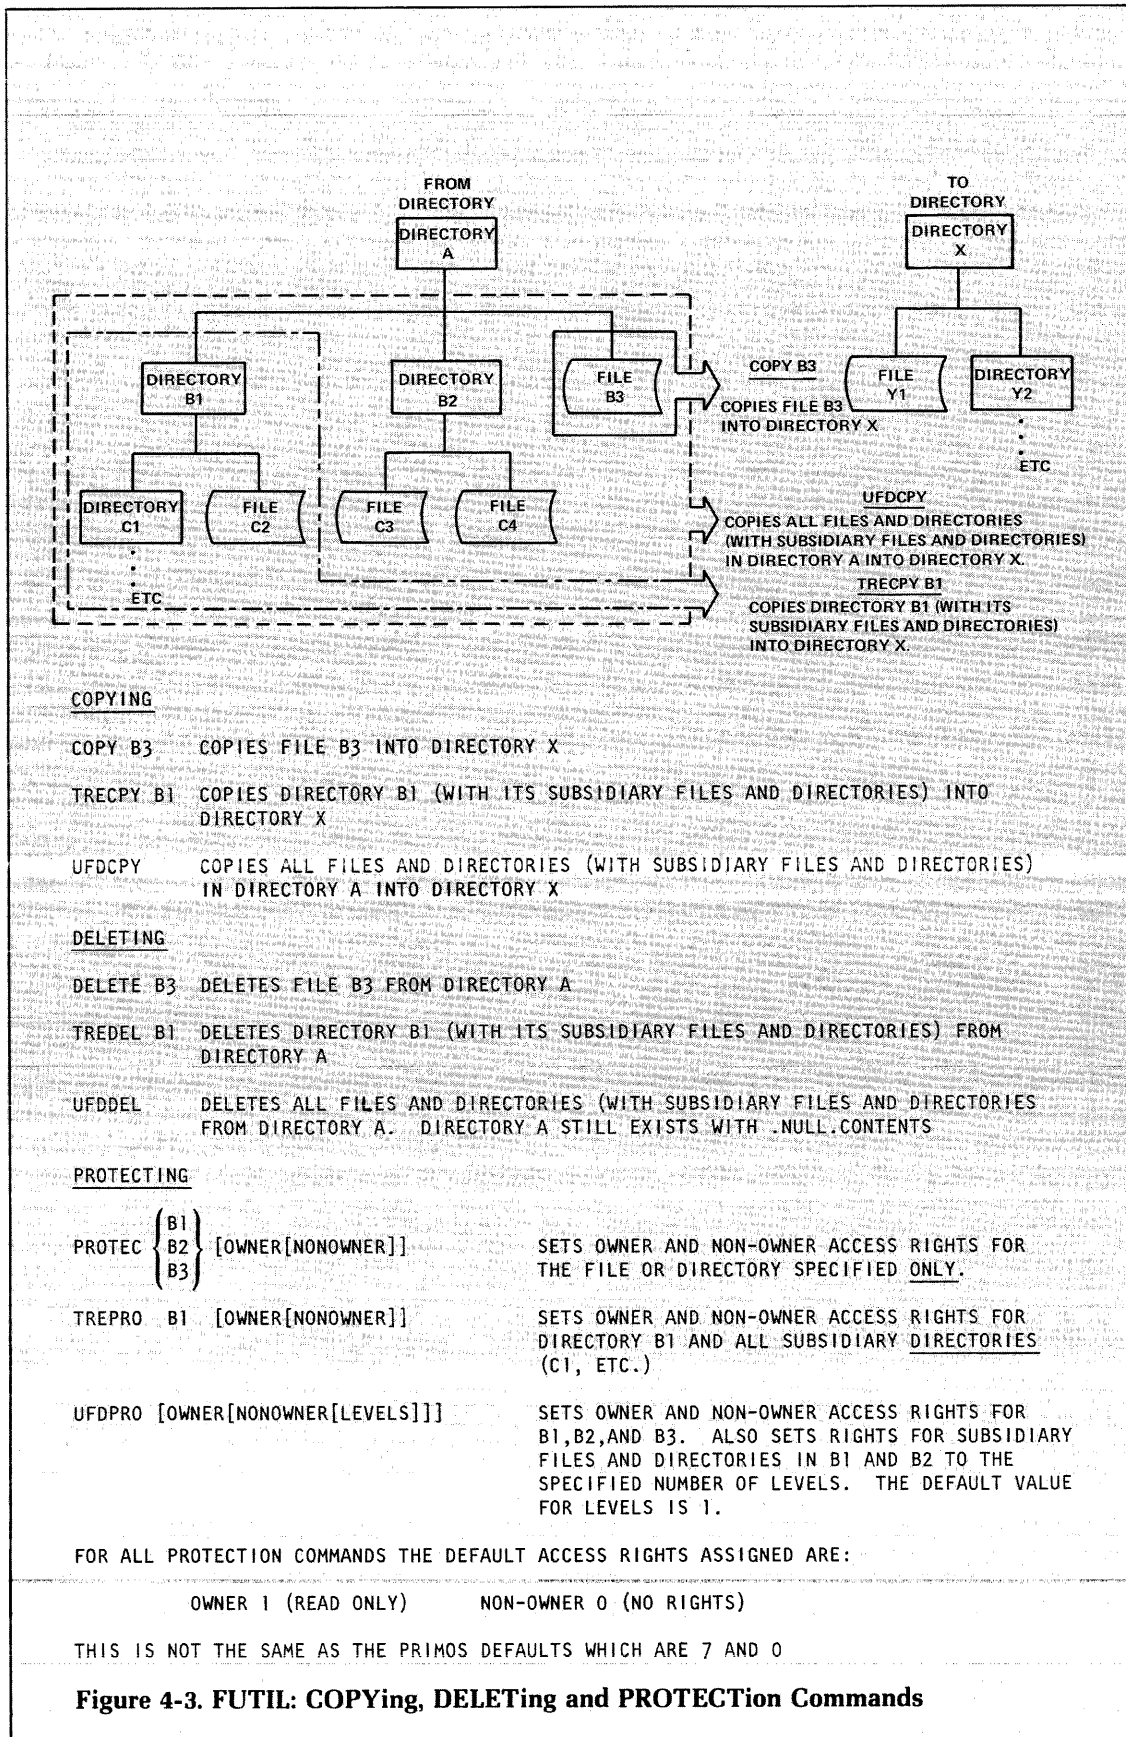 FROM
DIRECTORY
DIRECTORY
A
TO
DIRECTORY
DIRECTORY
X
DIRECTORY
B1
DIRECTORY
B2
FILE
B3
COPY B3
COPIES FILE B3
INTO DIRECTORY X
FILE
Y1
DIRECTORY
Y2
.
.
.
ETC
DIRECTORY
C1
.
.
.
ETC
FILE
C2
FILE
C3
FILE
C4
UFDCPY
COPIES ALL FILES AND DIRECTORIES
(WITH SUBSIDIARY FILES AND DIRECTORIES)
IN DIRECTORY A INTO DIRECTORY X.
TRECPY B1
COPIES DIRECTORY B1 (WITH ITS
SUBSIDIARY FILES AND DIRECTORIES)
INTO DIRECTORY X.
COPYING
COPY B3 COPIES FILE B3 INTO DIRECTORY X
TRECPY B1 COPIES DIRECTORY B1 (WITH ITS SUBSIDIARY FILES AND DIRECTORIES) INTO
DIRECTORY X
UFDCPY COPIES ALL FILES AND DIRECTORIES (WITH SUBSIDIARY FILES AND DIRECTORIES)
IN DIRECTORY A INTO DIRECTORY X
DELETING
DELETE B3 DELETES FILE B3 FROM DIRECTORY A
TREDEL B1 DELETES DIRECTORY B1 (WITH ITS SUBSIDIARY FILES AND DIRECTORIES) FROM
DIRECTORY A
UFDDEL DELETES ALL FILES AND DIRECTORIES (WITH SUBSIDIARY FILES AND DIRECTORIES
FROM DIRECTORY A. DIRECTORY A STILL EXISTS WITH .NULL.CONTENTS
PROTECTING
PROTEC {B1 B2 B3} [OWNER[NONOWNER]] SETS OWNER AND NON-OWNER ACCESS RIGHTS FOR
THE FILE OR DIRECTORY SPECIFIED ONLY.
TREPRO B1 [OWNER[NONOWNER]] SETS OWNER AND NON-OWNER ACCESS RIGHTS FOR
DIRECTORY B1 AND ALL SUBSIDIARY DIRECTORIES
(C1, ETC.)
UFDPRO [OWNER[NONOWNER[LEVELS]]] SETS OWNER AND NON-OWNER ACCESS RIGHTS FOR
B1,B2,AND B3. ALSO SETS RIGHTS FOR SUBSIDIARY
FILES AND DIRECTORIES IN B1 AND B2 TO THE
SPECIFIED NUMBER OF LEVELS. THE DEFAULT VALUE
FOR LEVELS IS 1.
FOR ALL PROTECTION COMMANDS THE DEFAULT ACCESS RIGHTS ASSIGNED ARE:
OWNER 1 (READ ONLY) NON-OWNER 0 (NO RIGHTS)
THIS IS NOT THE SAME AS THE PRIMOS DEFAULTS WHICH ARE 7 AND 0
Figure 4-3. FUTIL: COPYing, DELETing and PROTECTion Commands